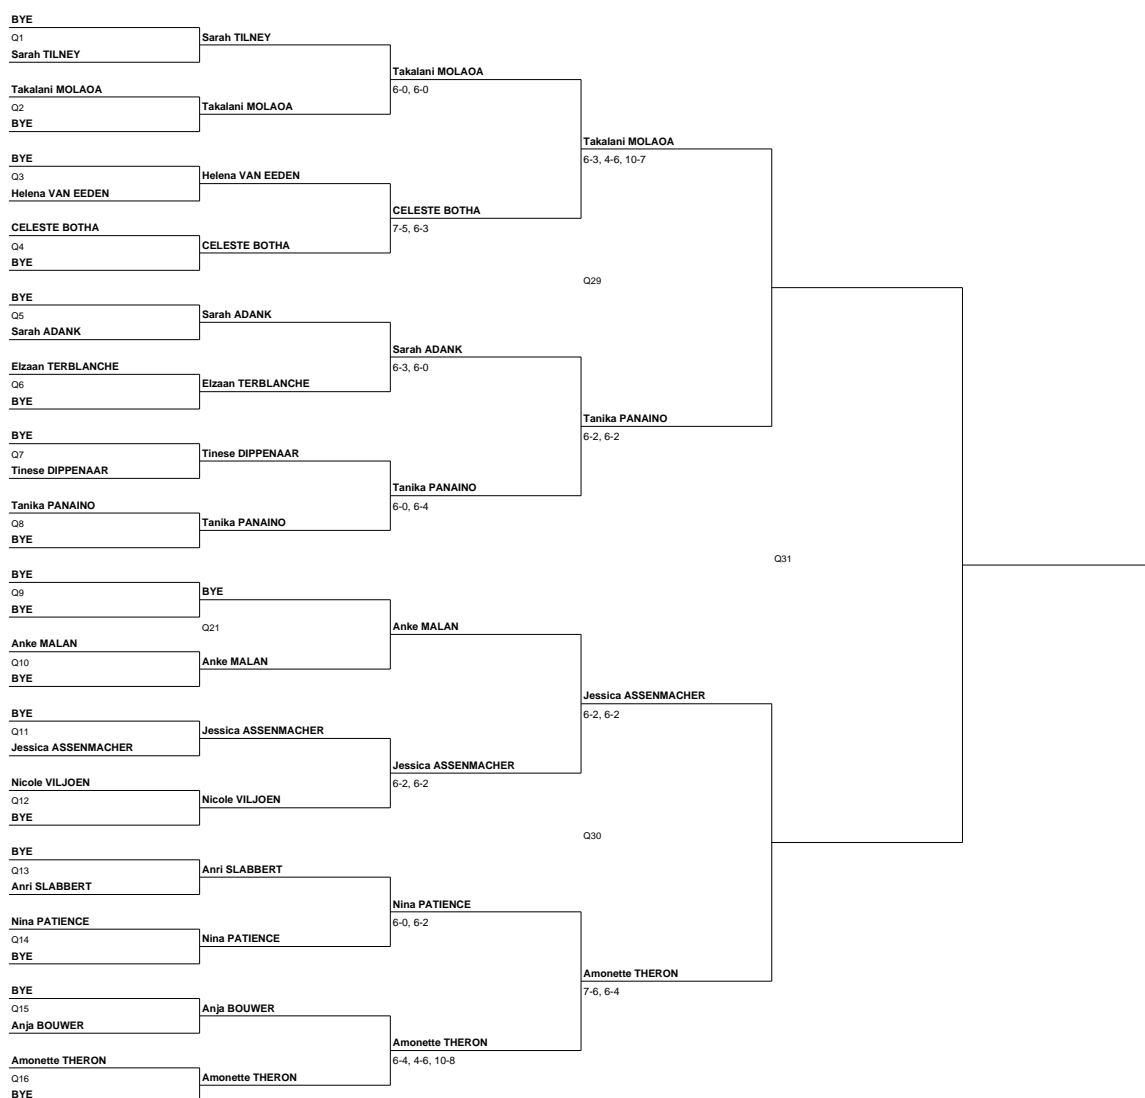 BYE
Q1
Sarah TILNEY
Sarah TILNEY
Takalani MOLAOA
6-0, 6-0
Takalani MOLAOA
Q2
Takalani MOLAOA
BYE
Takalani MOLAOA
6-3, 4-6, 10-7
BYE
Q3
Helena VAN EEDEN
Helena VAN EEDEN
CELESTE BOTHA
7-5, 6-3
CELESTE BOTHA
Q4
CELESTE BOTHA
BYE
Q29
BYE
Q5
Sarah ADANK
Sarah ADANK
Sarah ADANK
6-3, 6-0
Elzaan TERBLANCHE
Q6
Elzaan TERBLANCHE
BYE
Tanika PANAINO
6-2, 6-2
BYE
Q7
Tinese DIPPENAAR
Tinese DIPPENAAR
Tanika PANAINO
6-0, 6-4
Tanika PANAINO
Q8
Tanika PANAINO
BYE
Q31
BYE
Q9
BYE
BYE
Q21
Anke MALAN
Anke MALAN
Q10
Anke MALAN
BYE
Jessica ASSENMACHER
6-2, 6-2
BYE
Q11
Jessica ASSENMACHER
Jessica ASSENMACHER
Jessica ASSENMACHER
6-2, 6-2
Nicole VILJOEN
Q12
Nicole VILJOEN
BYE
Q30
BYE
Q13
Anri SLABBERT
Anri SLABBERT
Nina PATIENCE
6-0, 6-2
Nina PATIENCE
Q14
Nina PATIENCE
BYE
Amonette THERON
7-6, 6-4
BYE
Q15
Anja BOUWER
Anja BOUWER
Amonette THERON
6-4, 4-6, 10-8
Amonette THERON
Q16
Amonette THERON
BYE